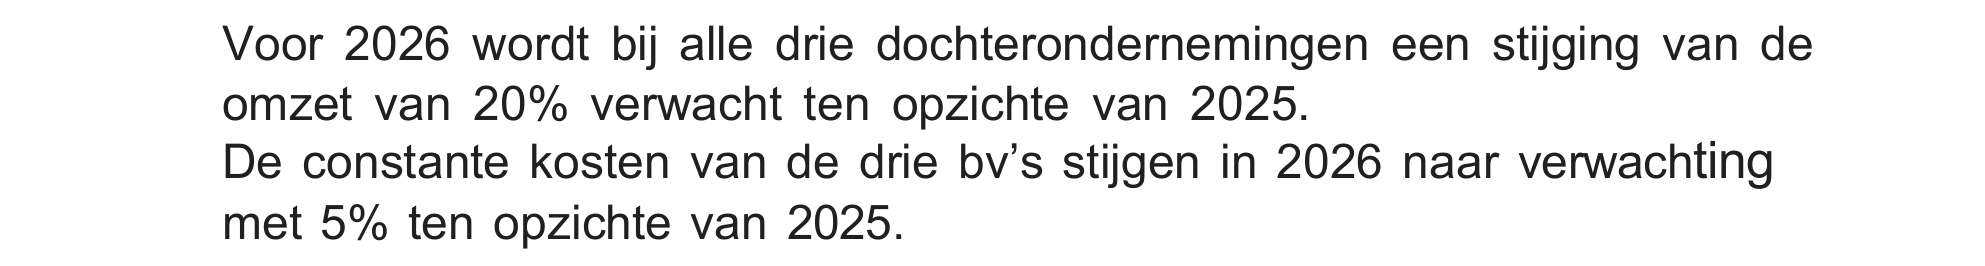 Voor 2026 wordt bij alle drie dochterondernemingen een stijging van de
omzet van 20% verwacht ten opzichte van 2025.
De constante kosten van de drie bv’s stijgen in 2026 naar verwachting
met 5% ten opzichte van 2025.